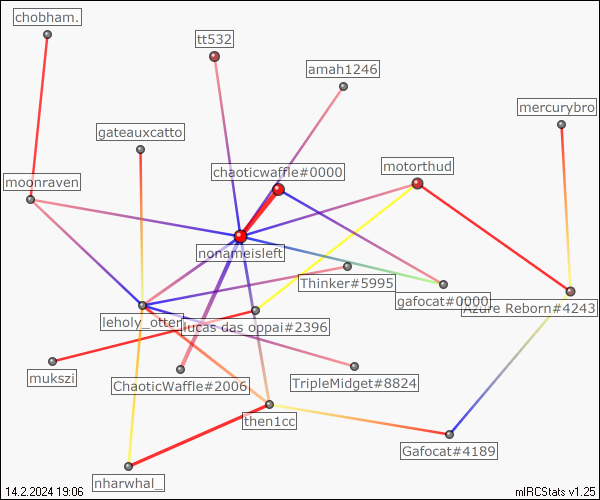 chobham.
tt532
amah1246
mercurybro
gateauxcatto
chaoticwaffle#0000
motorthud
moonraven
nonameisleft
Thinker#5995
gafocat#0000
Azure Reborn#4243
leholy_otter
lucas das oppai#2396
mukszi
ChaoticWaffle#2006
TripleMidget#8824
then1cc
Gafocat#4189
nharwhal_
14.2.2024 19:06
mIRCStats v1.25